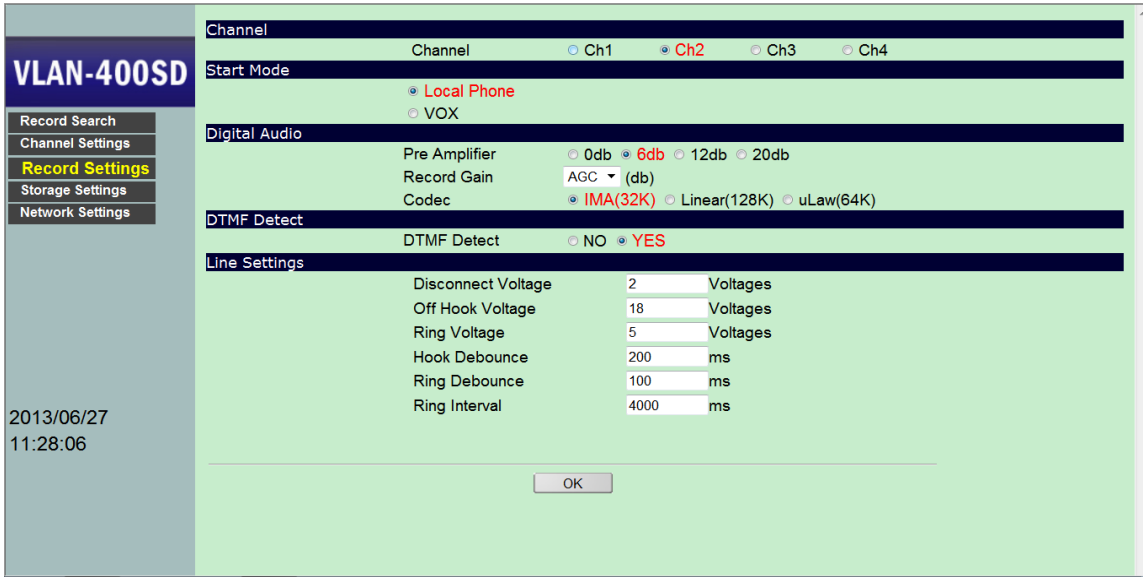 VLAN-400SD
Record Search
Channel Settings
Record Settings
Storage Settings
Network Settings
2013/06/27
11:28:06
Channel
Channel Ch1 Ch2 Ch3 Ch4
Start Mode
Local Phone
VOX
Digital Audio
Pre Amplifier 0db 6db 12db 20db
Record Gain AGC (db)
Codec IMA(32K) Linear(128K) uLaw(64K)
DTMF Detect
DTMF Detect NO YES
Line Settings
Disconnect Voltage 2 Voltages
Off Hook Voltage 18 Voltages
Ring Voltage 5 Voltages
Hook Debounce 200 ms
Ring Debounce 100 ms
Ring Interval 4000 ms
OK